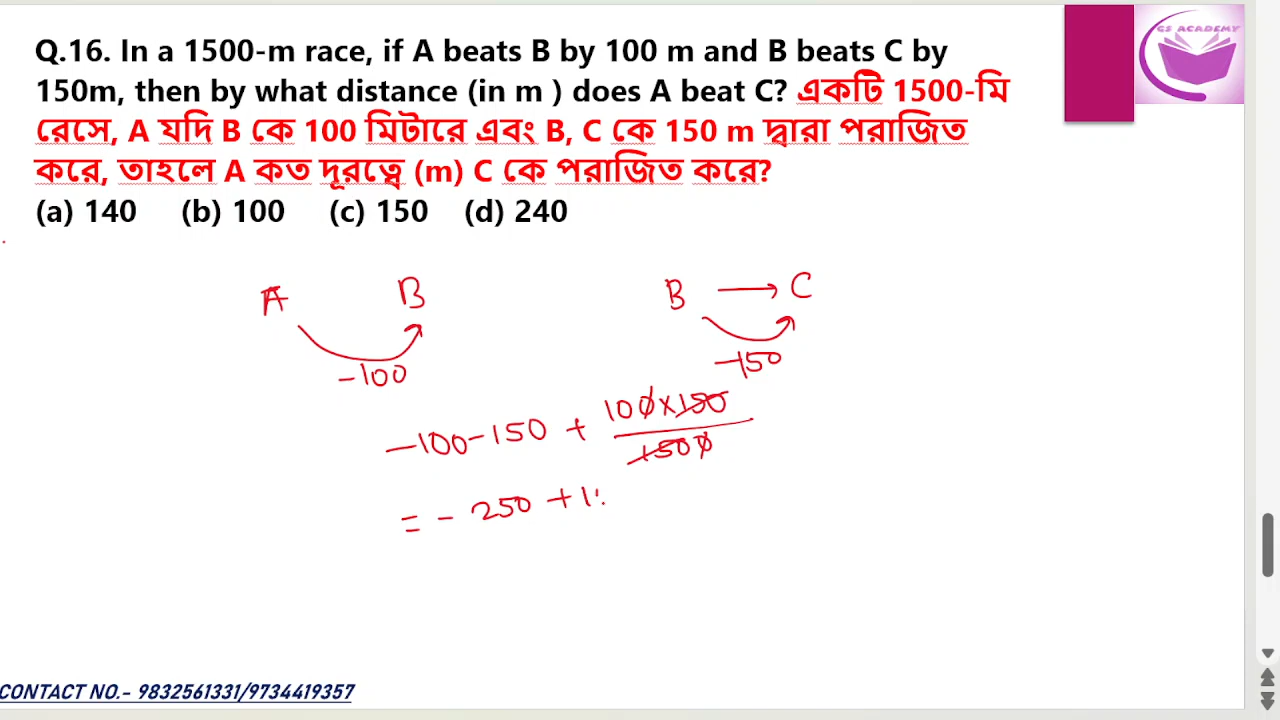 Q.16. In a 1500-m race, if A beats B by 100 m and B beats C by
150m, then by what distance (in m ) does A beat C? একটি 1500-মি
রেসে, A যদি B কে 100 মিটারে এবং B, C কে 150 m দ্বারা পরাজিত
করে, তাহলে A কত দূরত্বে (m) C কে পরাজিত করে?
(a) 140 (b) 100 (c) 150 (d) 240
GS ACADEMY
A B B → C
-100 -150
-100-150 + 100×150
1500
= - 250 + 1
CONTACT NO.- 9832561331/9734419357